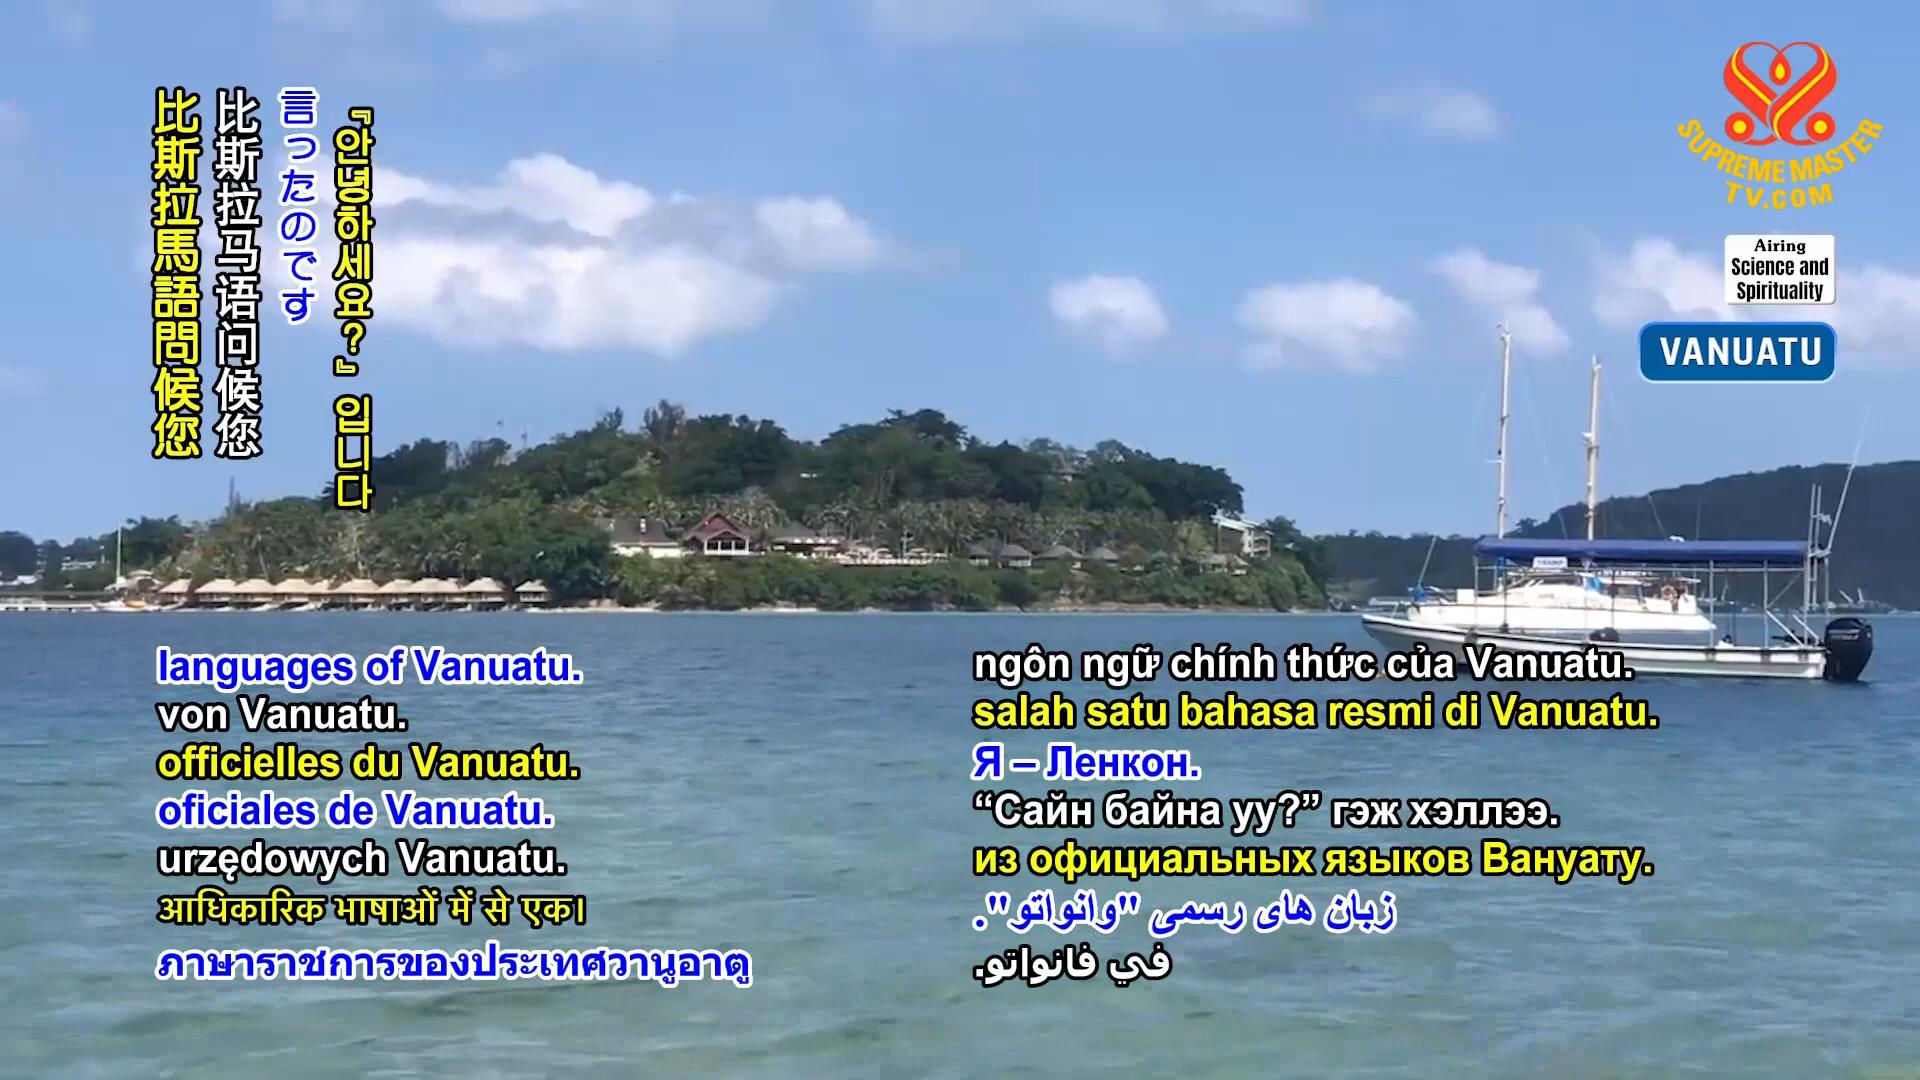 比斯拉馬語問候您
比斯拉马语问候您
言ったのです
『안녕하세요?』입니다
SUPREME MASTER
TV.COM
Airing
Science and
Spirituality
VANUATU
languages of Vanuatu.
von Vanuatu.
officielles du Vanuatu.
oficiales de Vanuatu.
urzędowych Vanuatu.
आधिकारिक भाषाओं में से एक।
ภาษาราชการของประเทศวานูอาตู
ngôn ngữ chính thức của Vanuatu.
salah satu bahasa resmi di Vanuatu.
Я – Ленкон.
“Сайн байна уу?” гэж хэллээ.
из официальных языков Вануату.
زبان های رسمی "وانواتو".
في فانواتو.